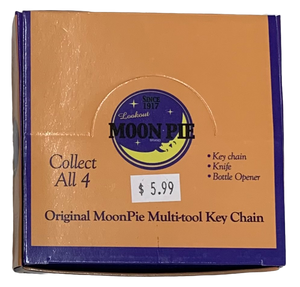 SINCE
1917
Lookout
MOON PIE
Collect
All 4
• Key chain
• Knife
• Bottle Opener
$ 5.99
Original MoonPie Multi-tool Key Chain